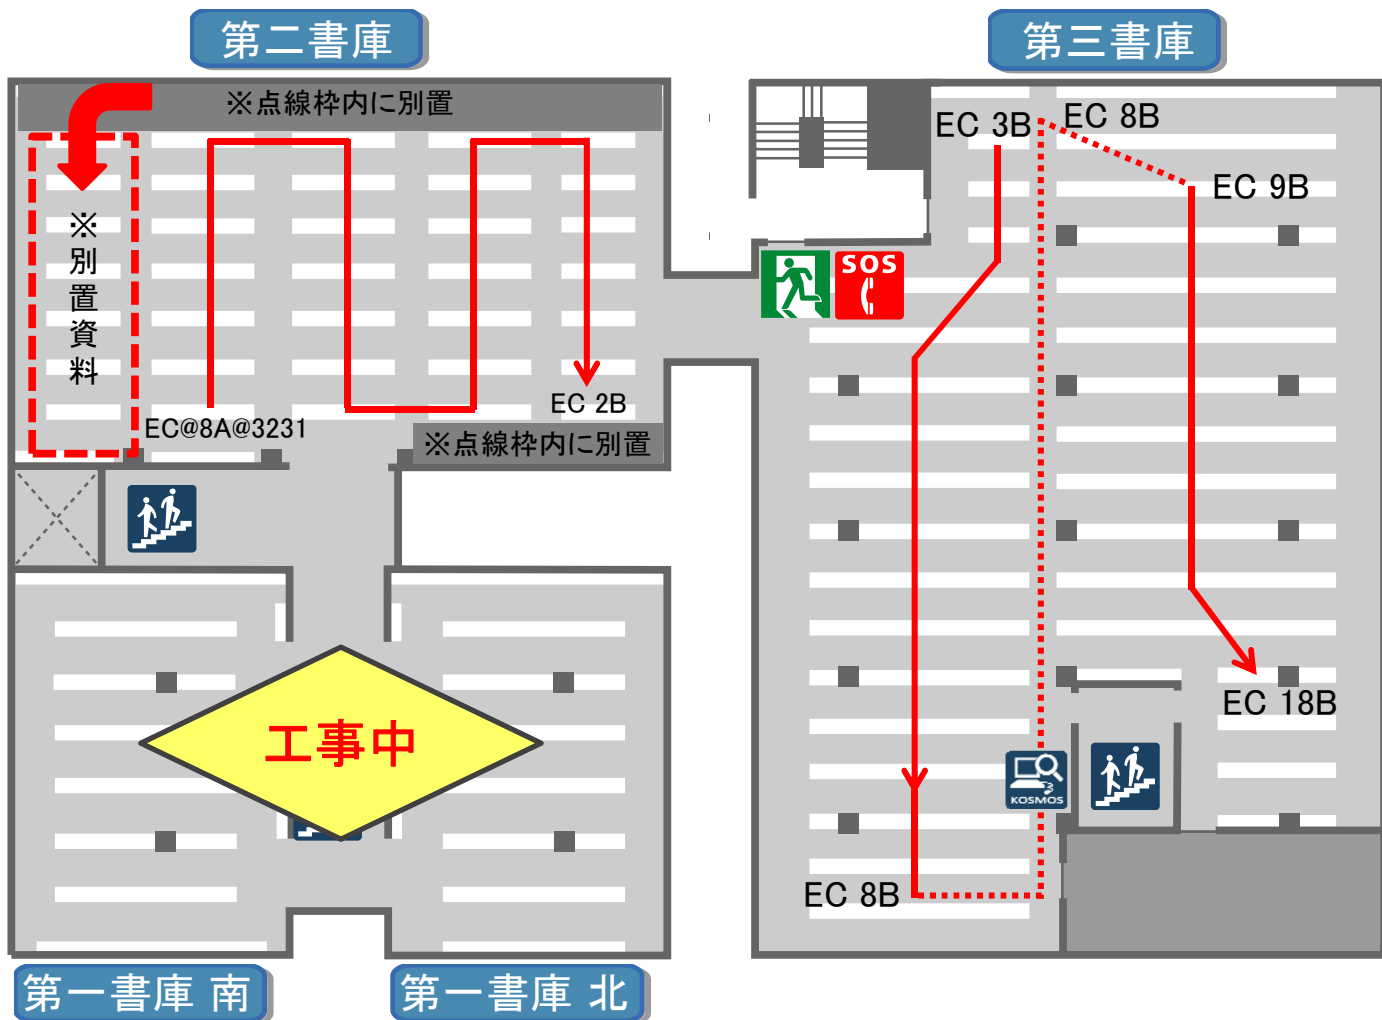 第二書庫
第三書庫
※点線枠内に別置
EC 3B
EC 8B
EC 9B
※別置資料
SOS
EC 2B
EC@8A@3231
※点線枠内に別置
工事中
EC 18B
KOSMOS
EC 8B
第一書庫 南
第一書庫 北